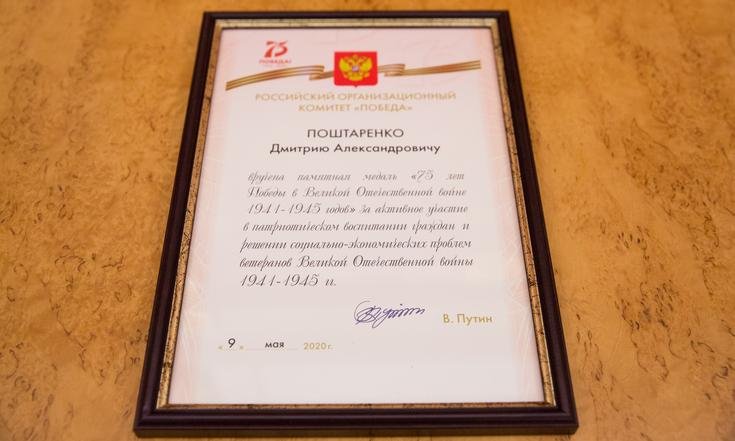 75
ПОБЕДА!
РОССИЙСКИЙ ОРГАНИЗАЦИОННЫЙ
КОМИТЕТ «ПОБЕДА»
ПОШТАРЕНКО
Дмитрию Александровичу
вручена памятная медаль «75 лет
Победы в Великой Отечественной войне
1941-1945 годов» за активное участие
в патриотическом воспитании граждан и
решении социально-экономических проблем
ветеранов Великой Отечественной войны
1941-1945 гг.
В. Путин
« 9 » мая 2020 г.